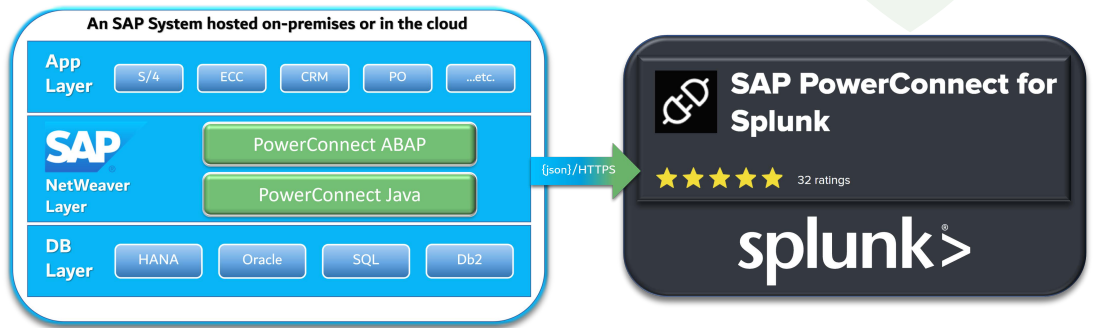 An SAP System hosted on-premises or in the cloud
App
Layer
S/4
ECC
CRM
PO
...etc.
SAP
NetWeaver
Layer
PowerConnect ABAP
PowerConnect Java
DB
Layer
HANA
Oracle
SQL
Db2
{json}/HTTPS
SAP PowerConnect for
Splunk
32 ratings
splunk®>